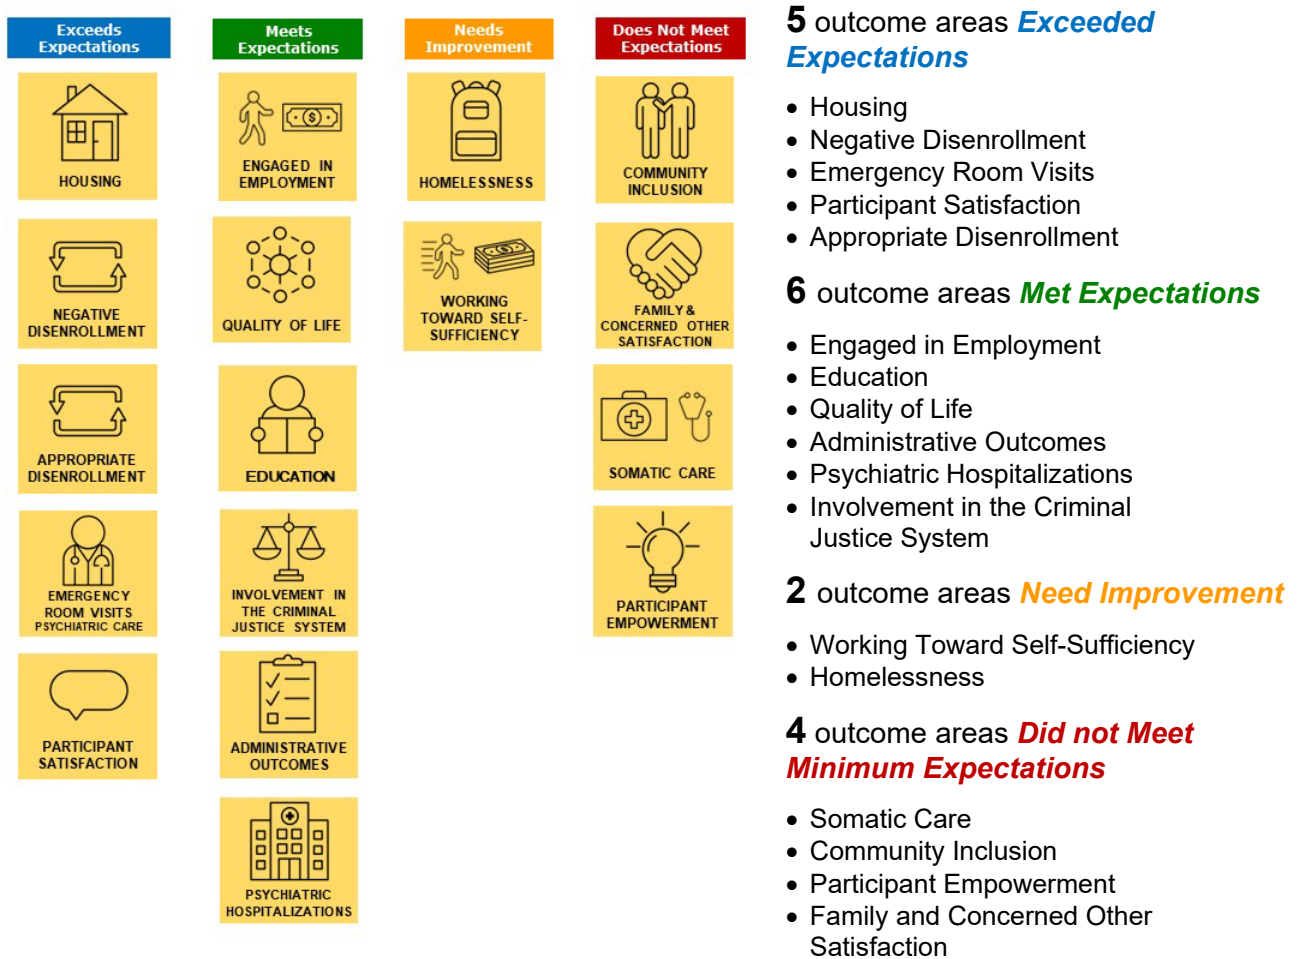 Exceeds
Expectations
HOUSING
NEGATIVE
DISENROLLMENT
APPROPRIATE
DISENROLLMENT
EMERGENCY
ROOM VISITS
PSYCHIATRIC CARE
PARTICIPANT
SATISFACTION
Meets
Expectations
$
ENGAGED IN
EMPLOYMENT
QUALITY OF LIFE
EDUCATION
INVOLVEMENT IN
THE CRIMINAL
JUSTICE SYSTEM
ADMINISTRATIVE
OUTCOMES
PSYCHIATRIC
HOSPITALIZATIONS
Needs
Improvement
HOMELESSNESS
WORKING
TOWARD SELF-
SUFFICIENCY
Does Not Meet
Expectations
COMMUNITY
INCLUSION
FAMILY &
CONCERNED OTHER
SATISFACTION
SOMATIC CARE
PARTICIPANT
EMPOWERMENT
5 outcome areas Exceeded
Expectations
• Housing
• Negative Disenrollment
• Emergency Room Visits
• Participant Satisfaction
• Appropriate Disenrollment
6 outcome areas Met Expectations
• Engaged in Employment
• Education
• Quality of Life
• Administrative Outcomes
• Psychiatric Hospitalizations
• Involvement in the Criminal
Justice System
2 outcome areas Need Improvement
• Working Toward Self-Sufficiency
• Homelessness
4 outcome areas Did not Meet
Minimum Expectations
• Somatic Care
• Community Inclusion
• Participant Empowerment
• Family and Concerned Other
Satisfaction